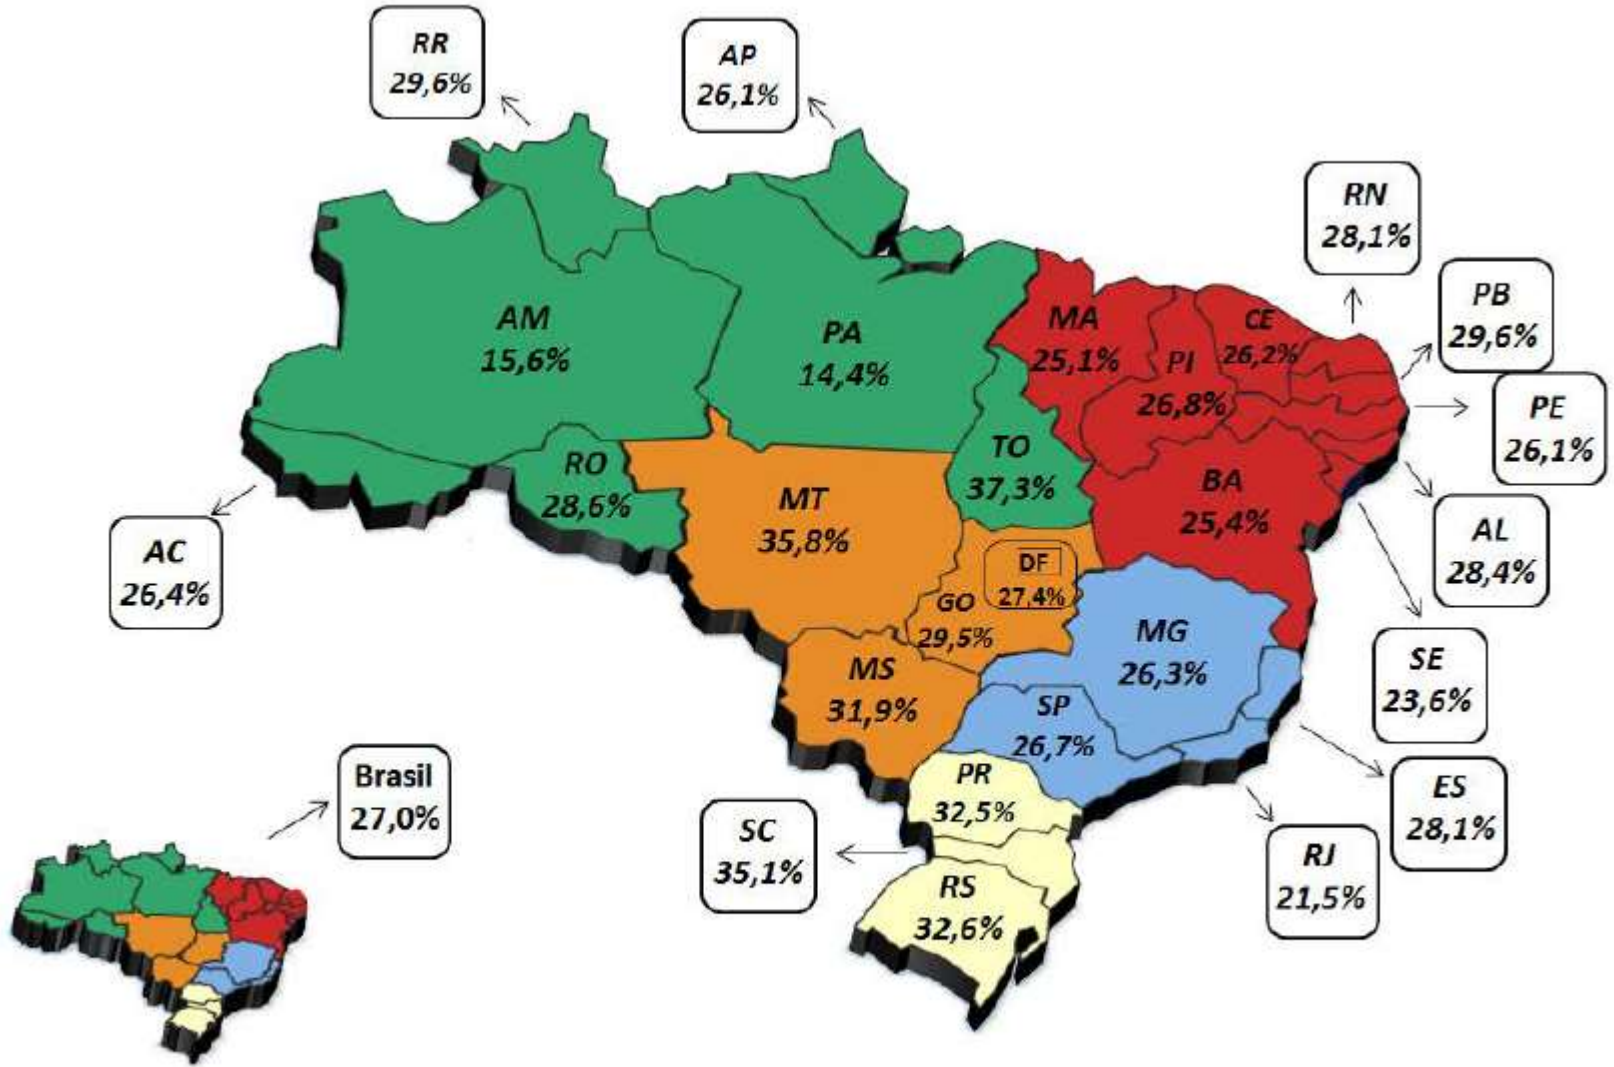 RR
29,6%
AP
26,1%
RN
28,1%
PB
29,6%
AM
15,6%
PA
14,4%
MA
25,1%
CE
26,2%
PI
26,8%
PE
26,1%
TO
37,3%
RO
28,6%
MT
35,8%
BA
25,4%
AL
28,4%
AC
26,4%
DF
27,4%
GO
29,5%
MG
26,3%
SE
23,6%
MS
31,9%
SP
26,7%
Brasil
27,0%
PR
32,5%
ES
28,1%
SC
35,1%
RJ
21,5%
RS
32,6%